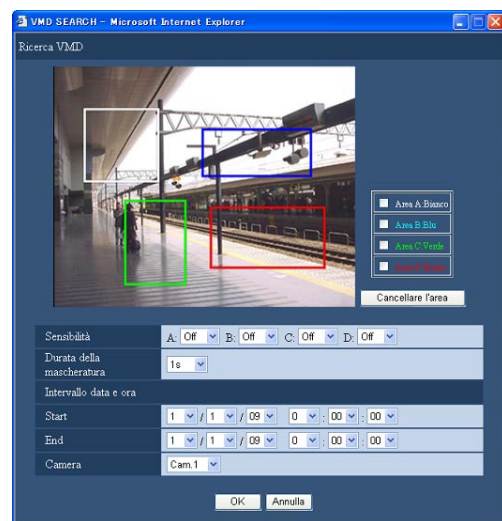 VMD SEARCH - Microsoft Internet Explorer
Ricerca VMD
Area A:Bianco
Area B:Blu
Area C:Verde
Cancellare l'area
Sensibilità A: Off B: Off C: Off D: Off
Durata della mascheratura 1s
Intervallo data e ora
Start 1 / 1 / 09 0 : 00 : 00
End 1 / 1 / 09 0 : 00 : 00
Camera Cam.1
OK Annulla